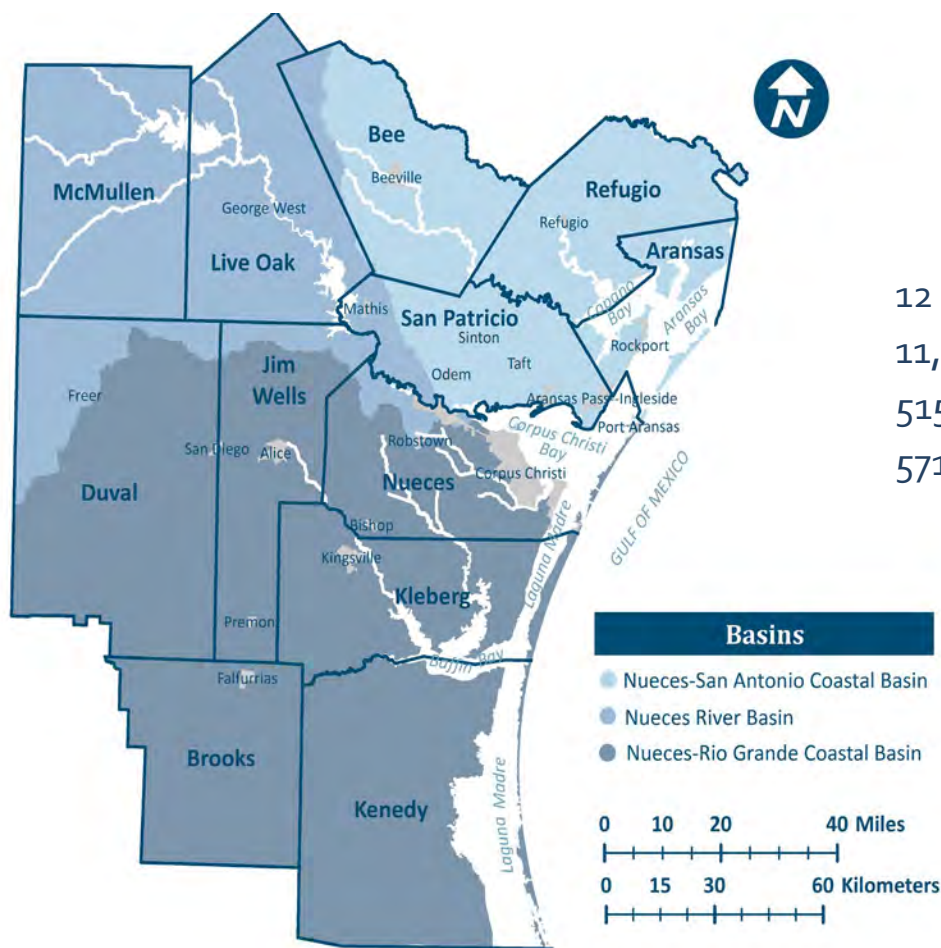 N
Bee
Beeville
McMullen
Refugio
George West
Refugio
Aransas
Live Oak
Copano
Bay
Aransas
Bay
12
Mathis
San Patricio
Sinton
Rockport
11,
Jim
Wells
Odem
Taft
Freer
Aransas Pass
Ingleside
515
Port Aransas
Corpus Christi
Bay
Robstown
San Diego
Alice
571
Corpus Christi
Nueces
Duval
GULF OF MEXICO
Bishop
Kingsville
Laguna Madre
Kleberg
Premon
Basins
Baffin Bay
Falfurrias
Nueces-San Antonio Coastal Basin
Nueces River Basin
Nueces-Rio Grande Coastal Basin
Brooks
Kenedy
Laguna Madre
0 10 20 40 Miles
0 15 30 60 Kilometers